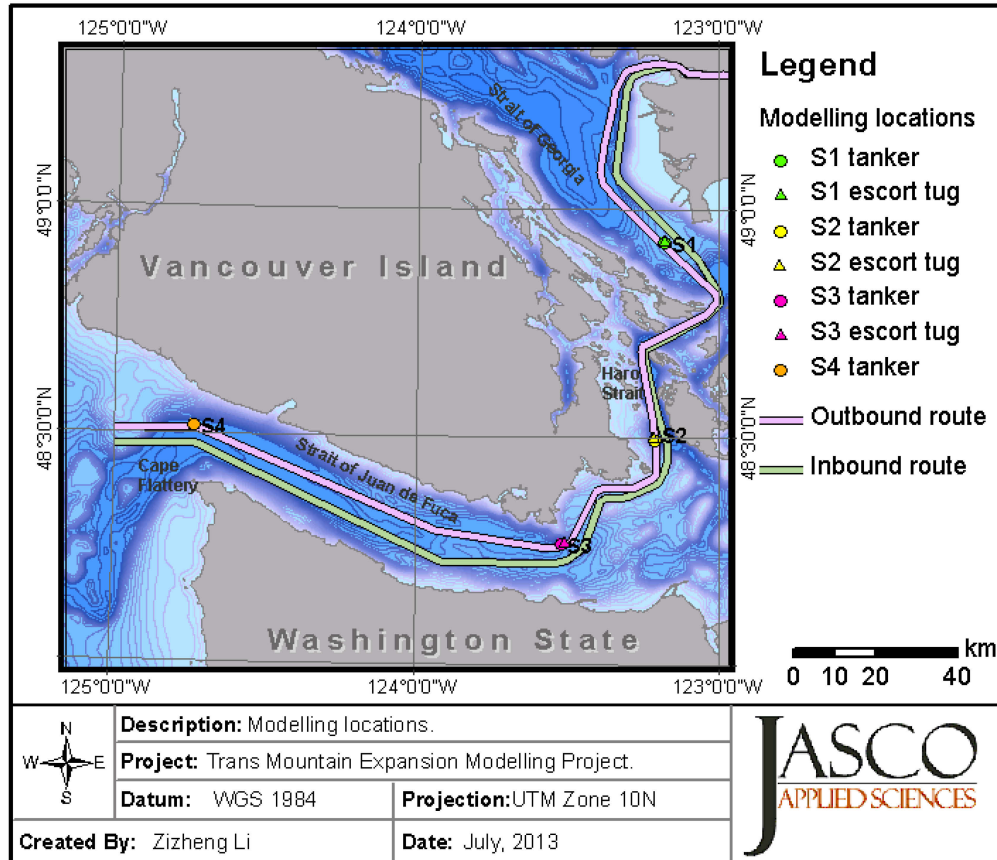 125°0'0"W 124°0'0"W 123°0'0"W
49°0'0"N
48°30'0"N
49°0'0"N
48°30'0"N
Strait of Georgia
S1
Vancouver Island
Haro
Strait
S2
S4
Cape
Flattery
Strait of Juan de Fuca
S3
Washington State
125°0'0"W 124°0'0"W 123°0'0"W
Legend
Modelling locations
S1 tanker
S1 escort tug
S2 tanker
S2 escort tug
S3 tanker
S3 escort tug
S4 tanker
Outbound route
Inbound route
km
0 10 20 40
N
W E
S
Description: Modelling locations.
Project: Trans Mountain Expansion Modelling Project.
Datum: WGS 1984 Projection:UTM Zone 10N
Created By: Zizheng Li Date: July, 2013
JASCO
APPLIED SCIENCES